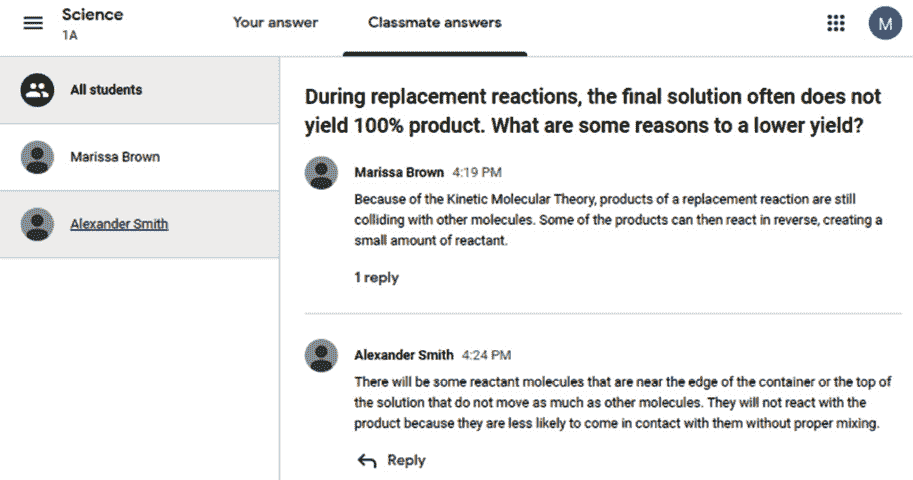 Science
1A
Your answer
Classmate answers
M
All students
Marissa Brown
Alexander Smith
During replacement reactions, the final solution often does not
yield 100% product. What are some reasons to a lower yield?
Marissa Brown 4:19 PM
Because of the Kinetic Molecular Theory, products of a replacement reaction are still
colliding with other molecules. Some of the products can then react in reverse, creating a
small amount of reactant.
1 reply
Alexander Smith 4:24 PM
There will be some reactant molecules that are near the edge of the container or the top of
the solution that do not move as much as other molecules. They will not react with the
product because they are less likely to come in contact with them without proper mixing.
Reply